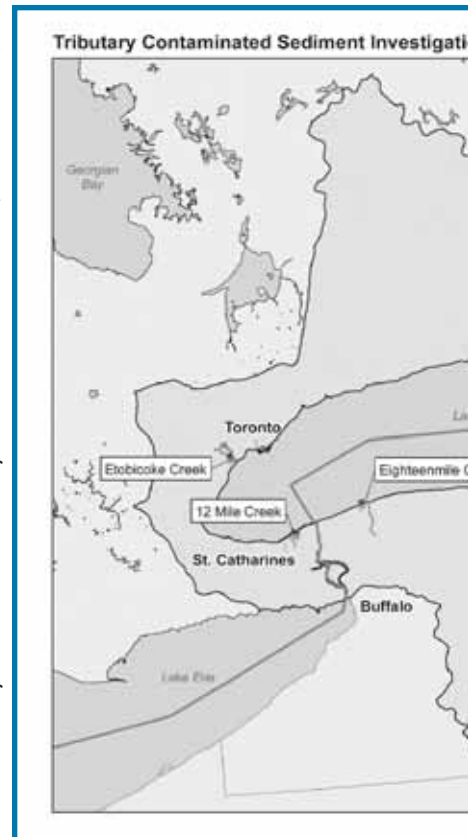 Tributary Contaminated Sediment Investigati
Georgian
Bay
Toronto
Etobicoke Creek
Eighteenmile C
12 Mile Creek
St. Catharines
Buffalo
Lake Erie